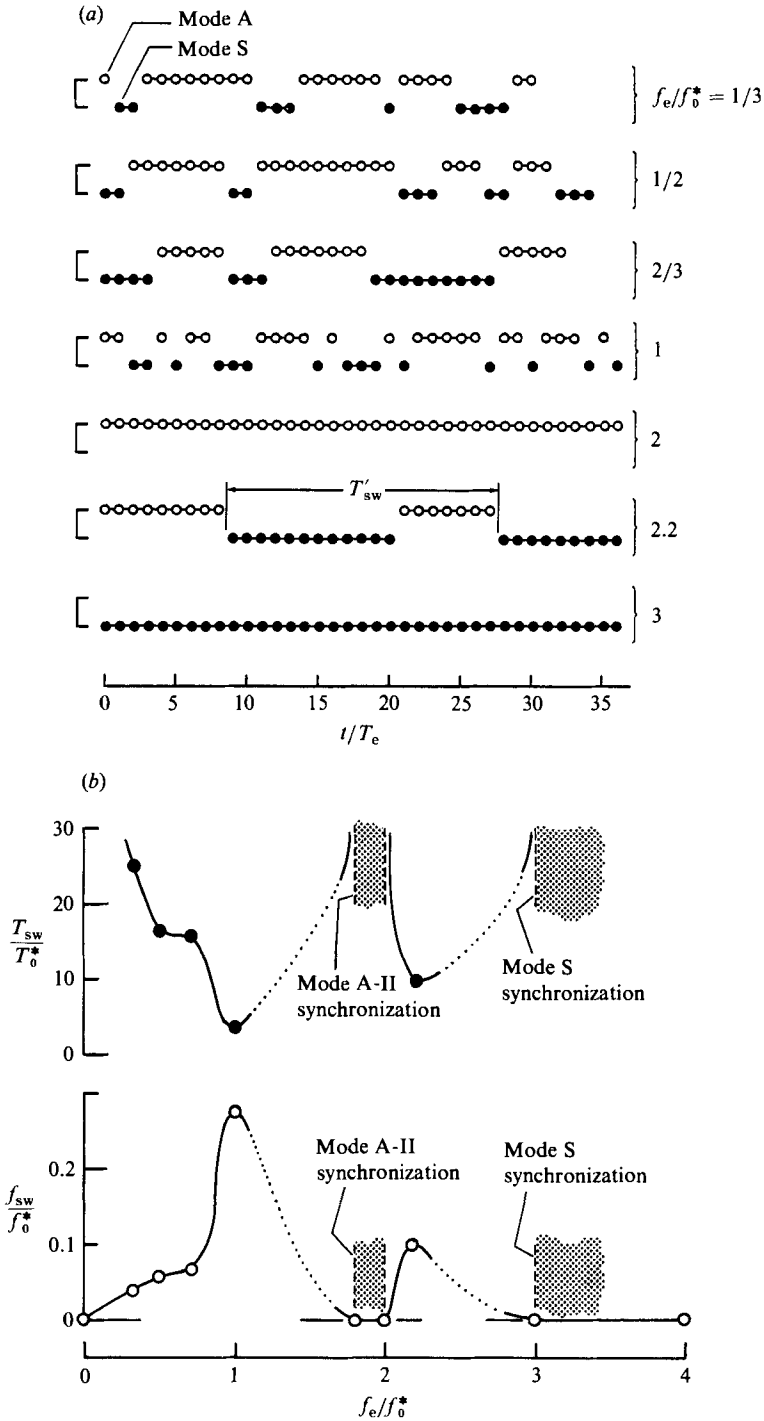 (a)
Mode A
Mode S
f_e/f_0^* = 1/3
1/2
2/3
1
2
T'_sw
2.2
3
0 5 10 15 20 25 30 35
t/T_e
(b)
30
20
10
0
T_sw/T_0^*
Mode A-II
synchronization
Mode S
synchronization
0.2
0.1
0
f_sw/f_0^*
Mode A-II
synchronization
Mode S
synchronization
0 1 2 3 4
f_e/f_0^*